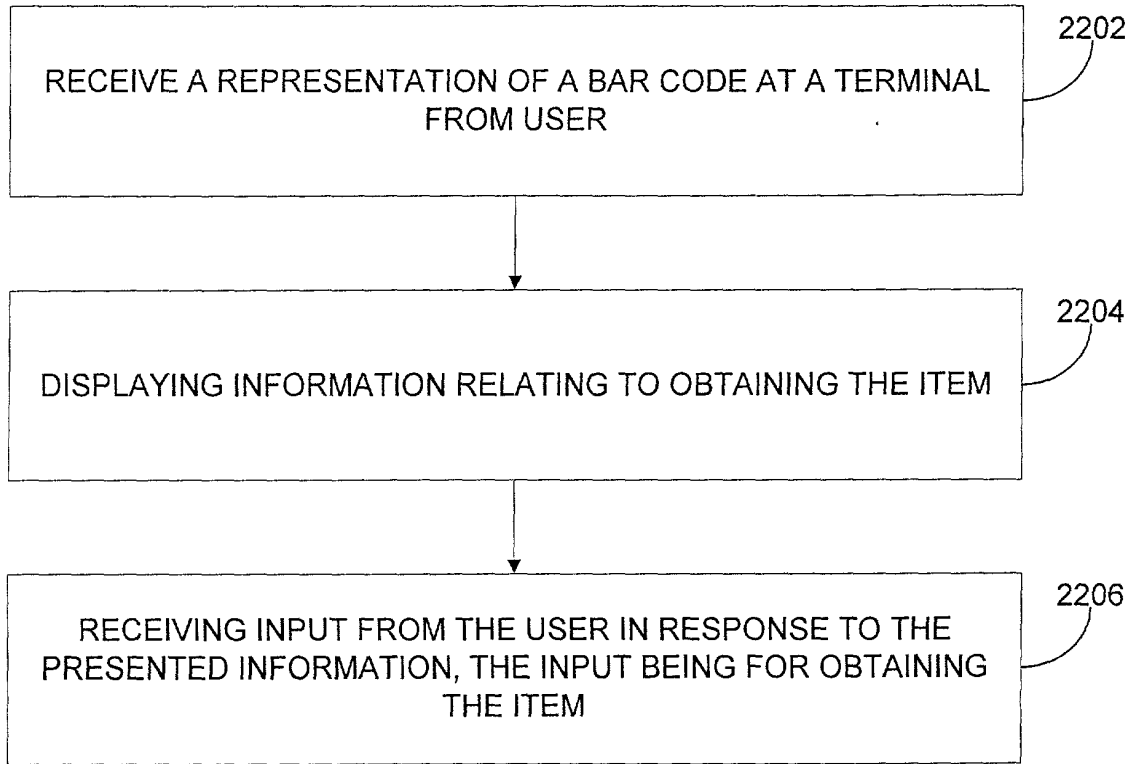 2202
RECEIVE A REPRESENTATION OF A BAR CODE AT A TERMINAL
FROM USER
2204
DISPLAYING INFORMATION RELATING TO OBTAINING THE ITEM
2206
RECEIVING INPUT FROM THE USER IN RESPONSE TO THE
PRESENTED INFORMATION, THE INPUT BEING FOR OBTAINING
THE ITEM